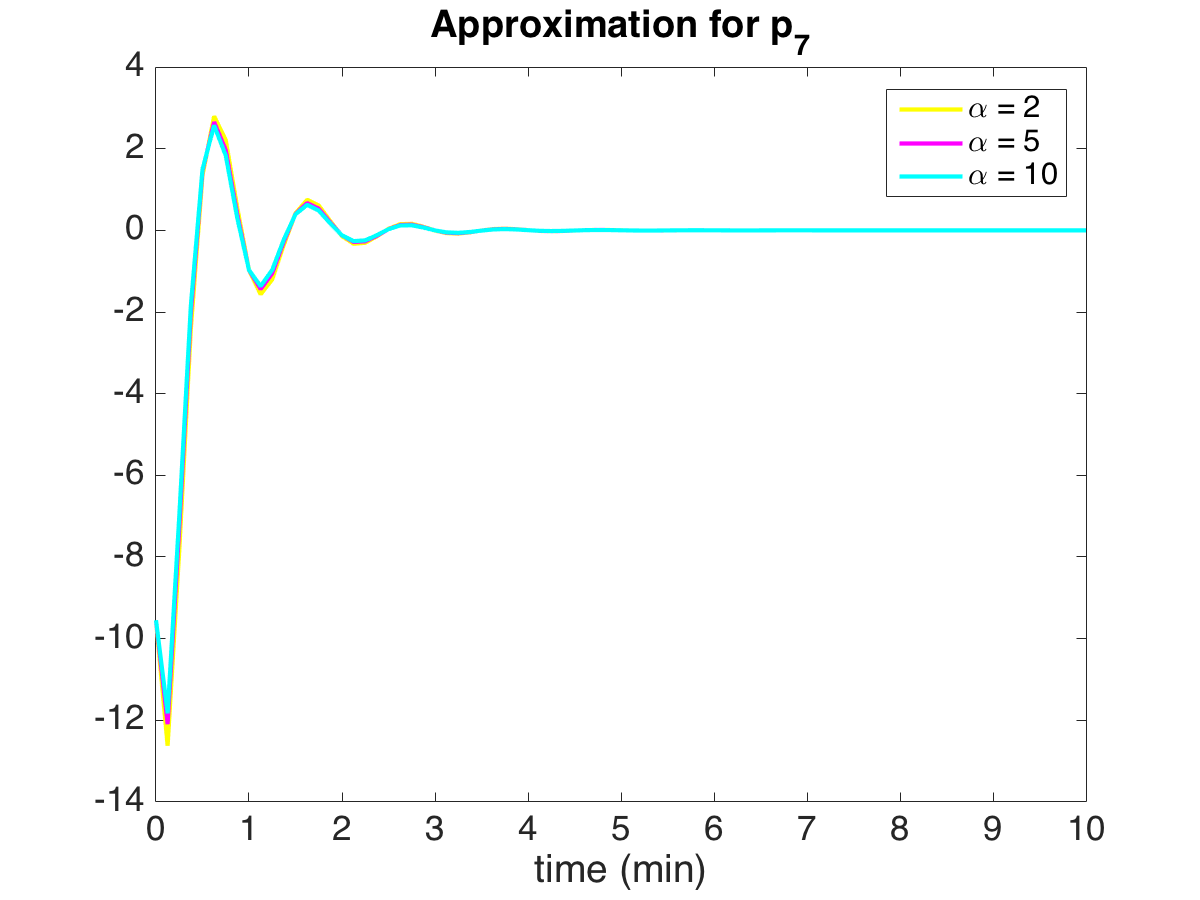 Approximation for p₇
α = 2
α = 5
α = 10
4
2
0
-2
-4
-6
-8
-10
-12
-14
0 1 2 3 4 5 6 7 8 9 10
time (min)